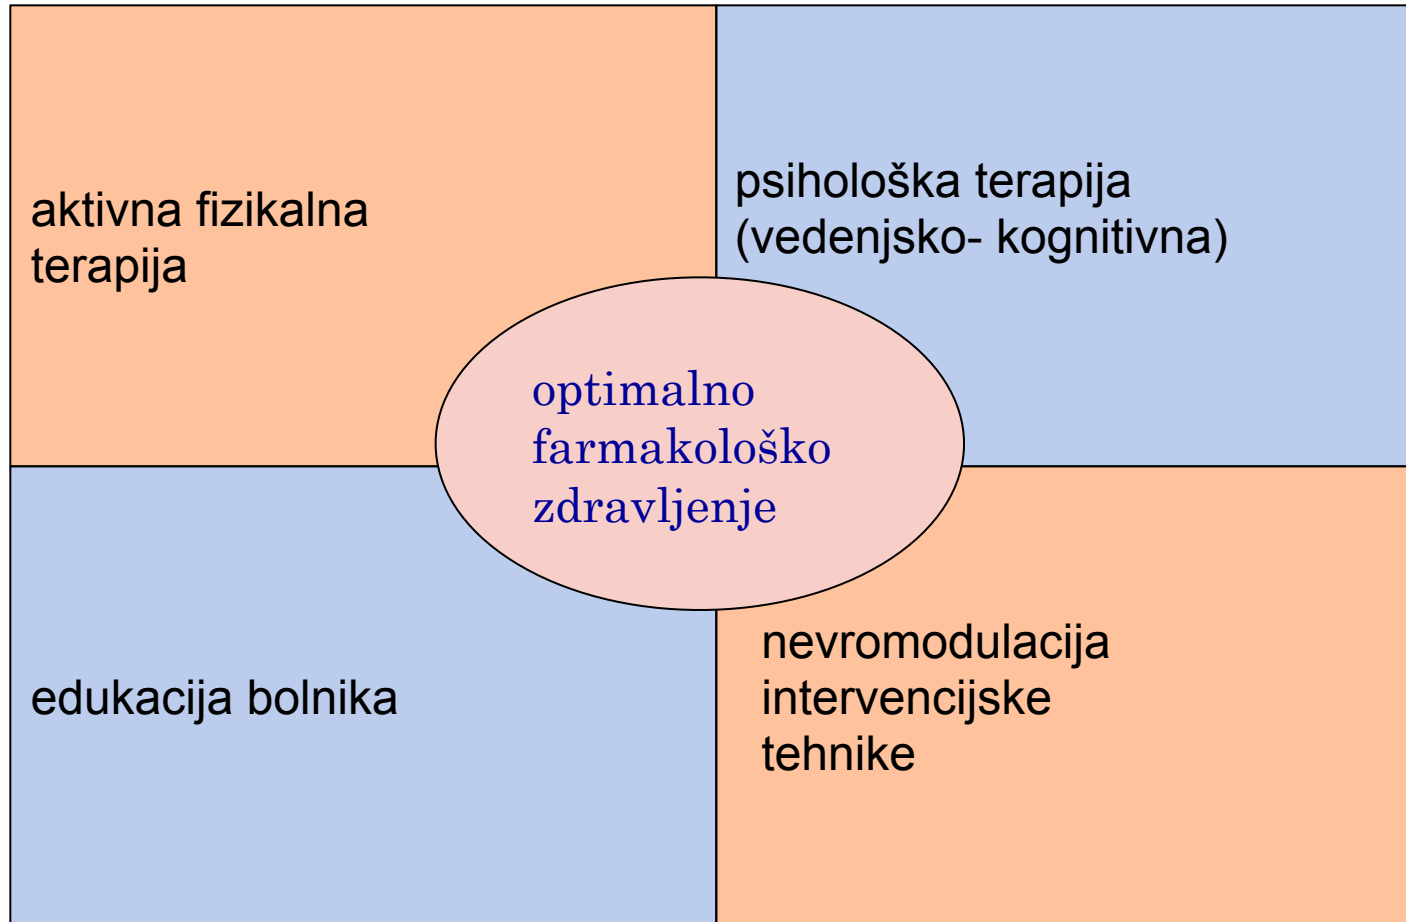 aktivna fizikalna
terapija
psihološka terapija
(vedenjsko- kognitivna)
optimalno
farmakološko
zdravljenje
edukacija bolnika
nevromodulacija
intervencijske
tehnike